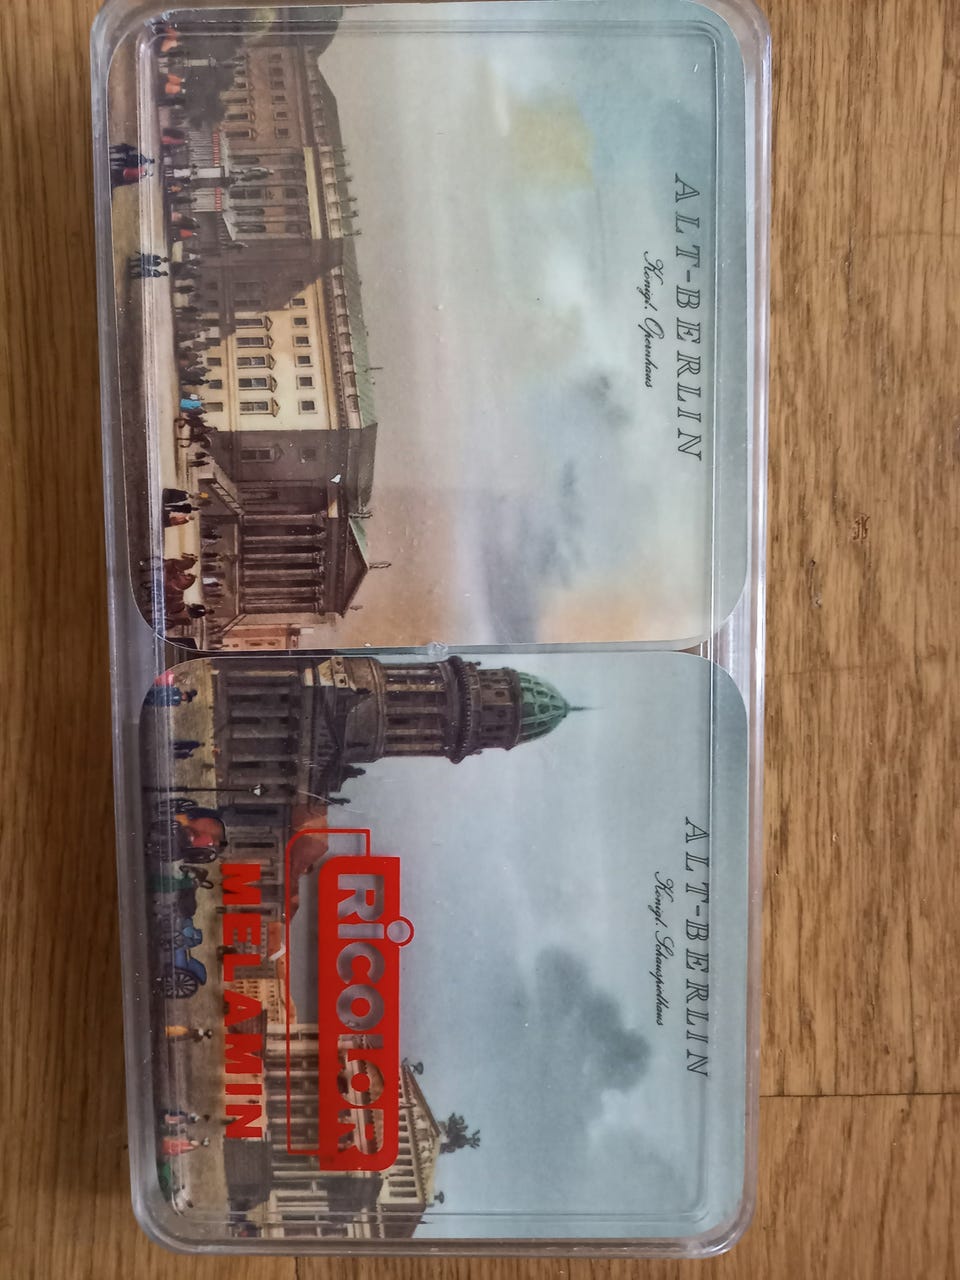 ALT-BERLIN
Königl. Opernhaus
ALT-BERLIN
Königl. Schauspielhaus
RiCOLOR
MELAMIN